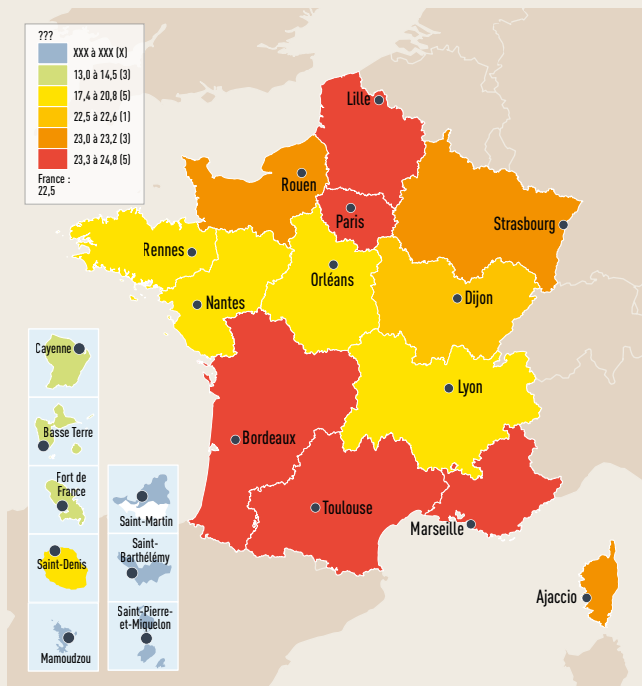 ???
XXX à XXX (X)
13,0 à 14,5 (3)
17,4 à 20,8 (5)
22,5 à 22,6 (1)
23,0 à 23,2 (3)
23,3 à 24,8 (5)
France :
22,5
Lille
Rouen
Paris
Strasbourg
Rennes
Orléans
Nantes
Dijon
Cayenne
Lyon
Basse Terre
Bordeaux
Fort de
France
Saint-Martin
Toulouse
Marseille
Saint-Denis
Saint-
Barthélémy
Ajaccio
Saint-Pierre-
et-Miquelon
Mamoudzou